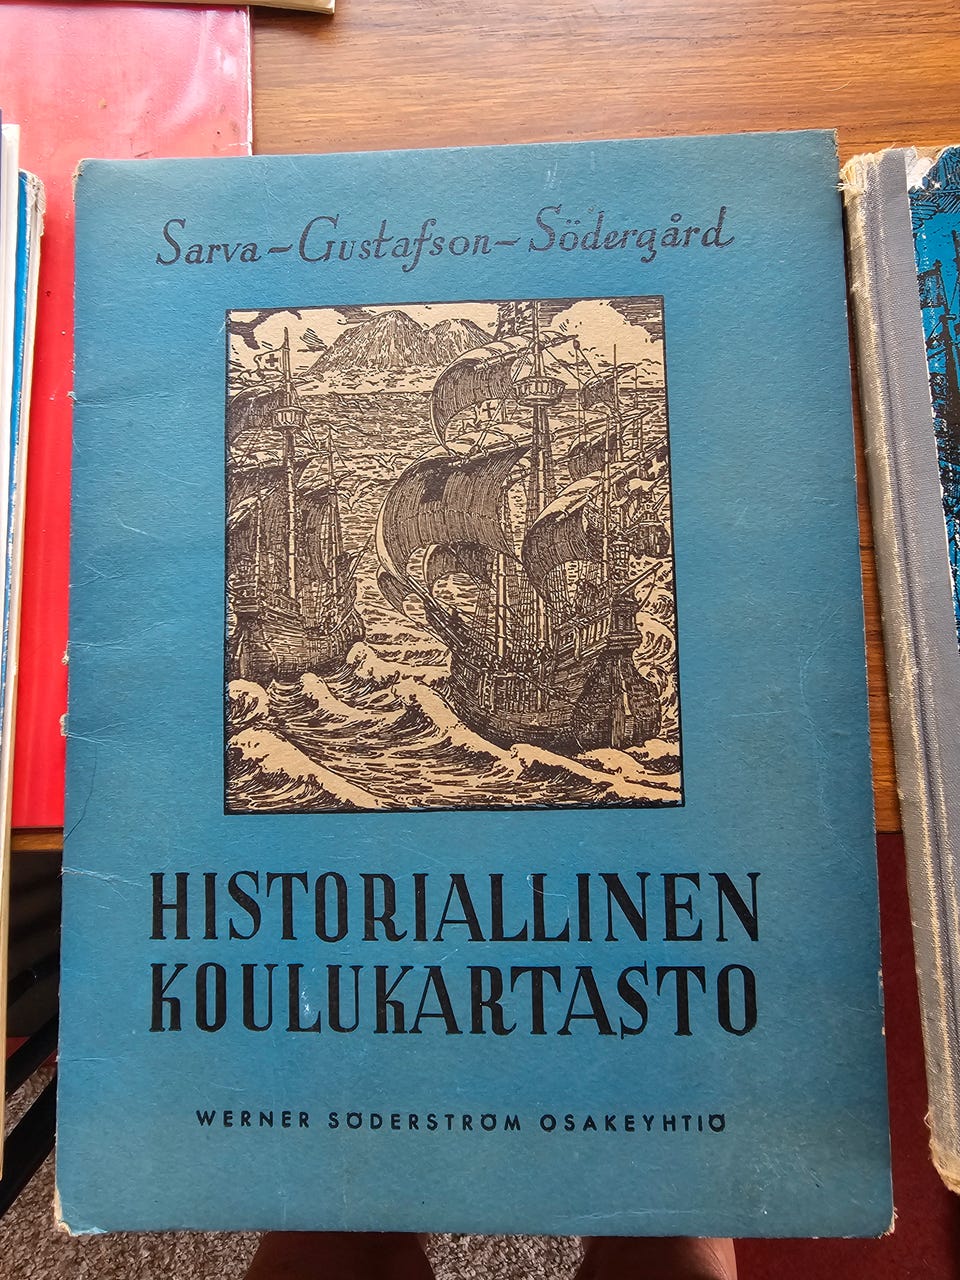 Sarva – Gustafson – Södergård
HISTORIALLINEN
KOULUKARTASTO
WERNER SÖDERSTRÖM OSAKEYHTIÖ